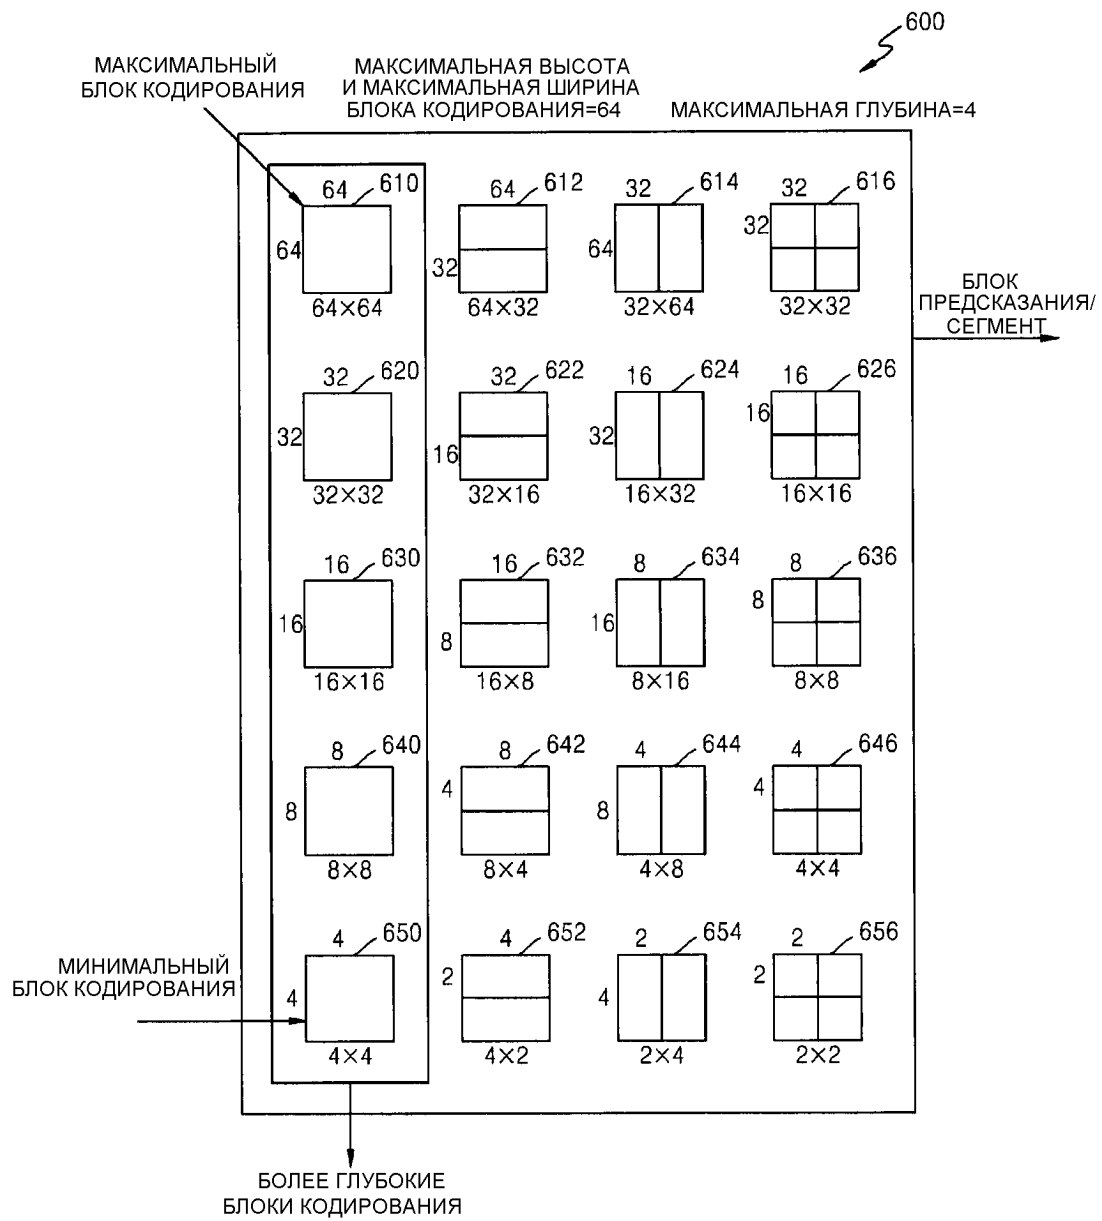 600
МАКСИМАЛЬНЫЙ
БЛОК КОДИРОВАНИЯ
МАКСИМАЛЬНАЯ ВЫСОТА
И МАКСИМАЛЬНАЯ ШИРИНА
БЛОКА КОДИРОВАНИЯ=64
МАКСИМАЛЬНАЯ ГЛУБИНА=4
64 610 64 612 32 614 32 616
64 32 64 32
64×64 64×32 32×64 32×32
БЛОК
ПРЕДСКАЗАНИЯ/
СЕГМЕНТ
32 620 32 622 16 624 16 626
32 16 32 16
32×32 32×16 16×32 16×16
16 630 16 632 8 634 8 636
16 8 16 8
16×16 16×8 8×16 8×8
8 640 8 642 4 644 4 646
8 4 8 4
8×8 8×4 4×8 4×4
4 650 4 652 2 654 2 656
МИНИМАЛЬНЫЙ
БЛОК КОДИРОВАНИЯ
4 2 4 2
4×4 4×2 2×4 2×2
БОЛЕЕ ГЛУБОКИЕ
БЛОКИ КОДИРОВАНИЯ